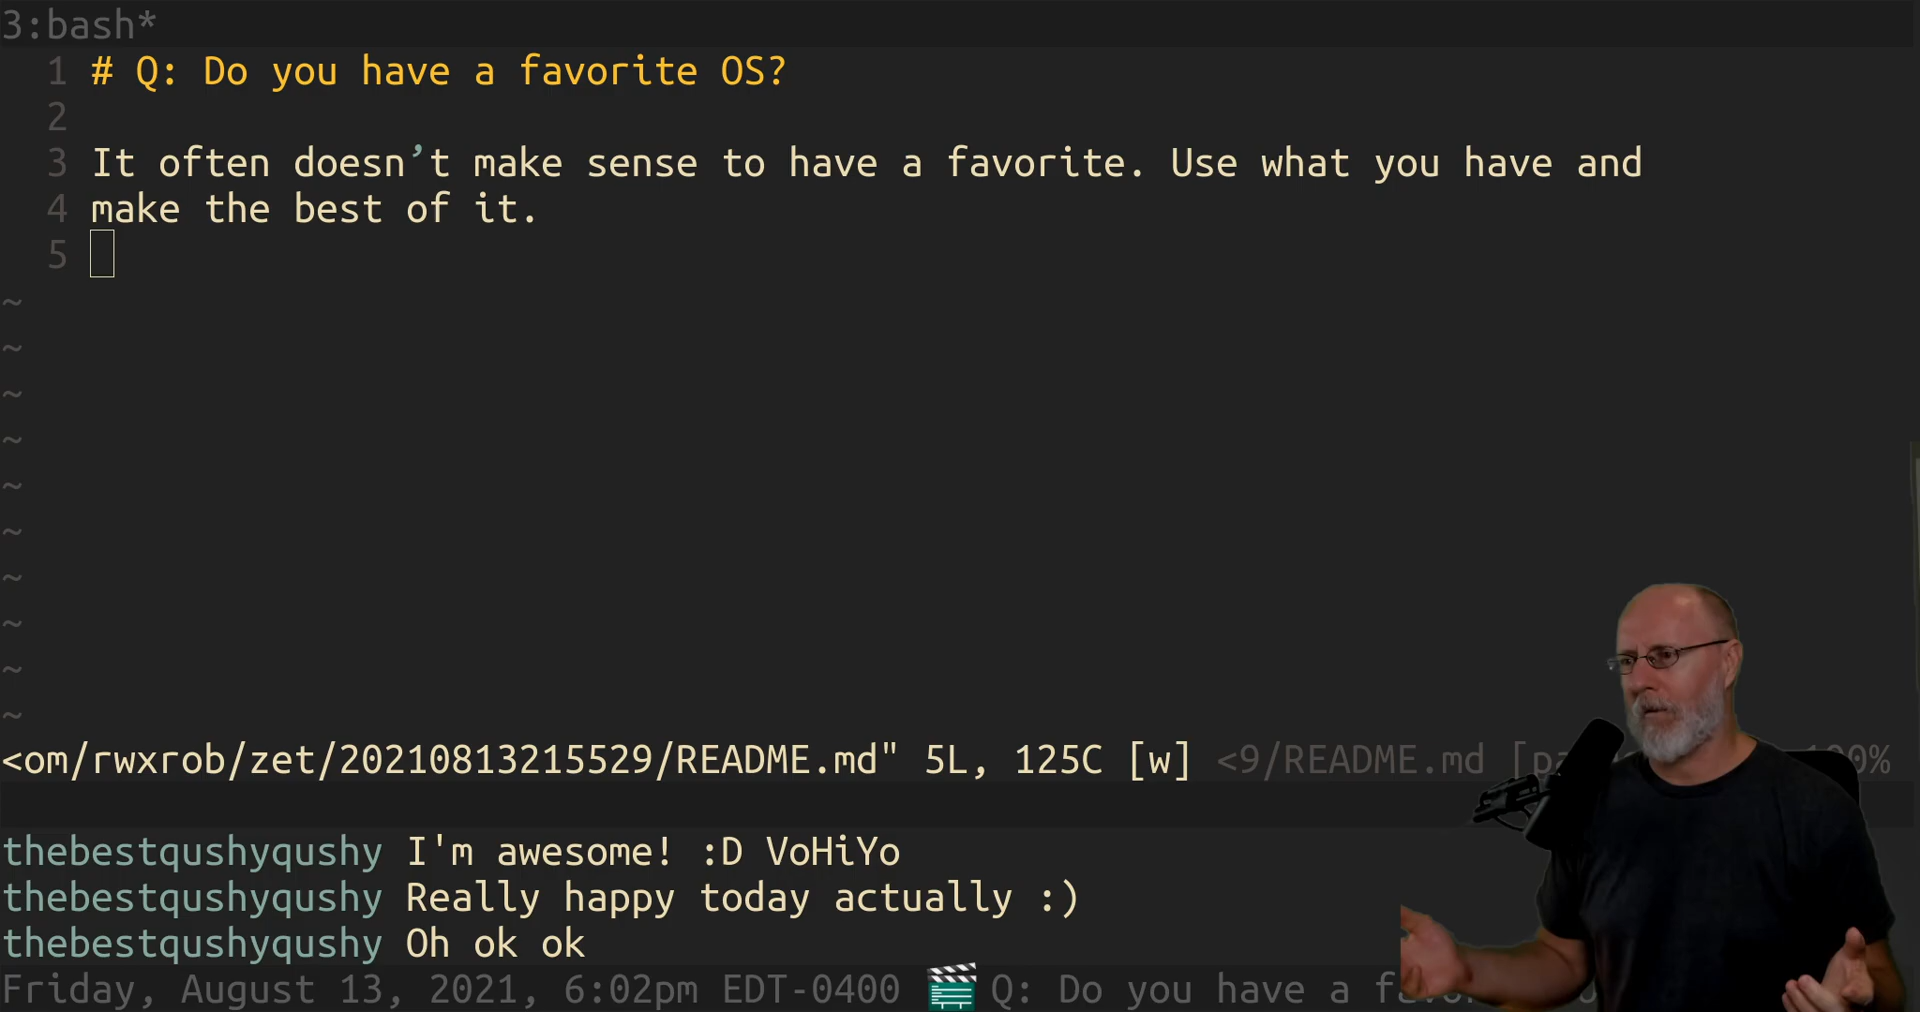 3:bash*
1 # Q: Do you have a favorite OS?
2
3 It often doesn’t make sense to have a favorite. Use what you have and
4 make the best of it.
5
~
~
~
~
~
~
~
~
~
~
<om/rwxrob/zet/20210813215529/README.md" 5L, 125C [w] <9/README.md [pa
thebestqushyqushy I'm awesome! :D VoHiYo
thebestqushyqushy Really happy today actually :)
thebestqushyqushy Oh ok ok
Friday, August 13, 2021, 6:02pm EDT-0400 🎬 Q: Do you have a